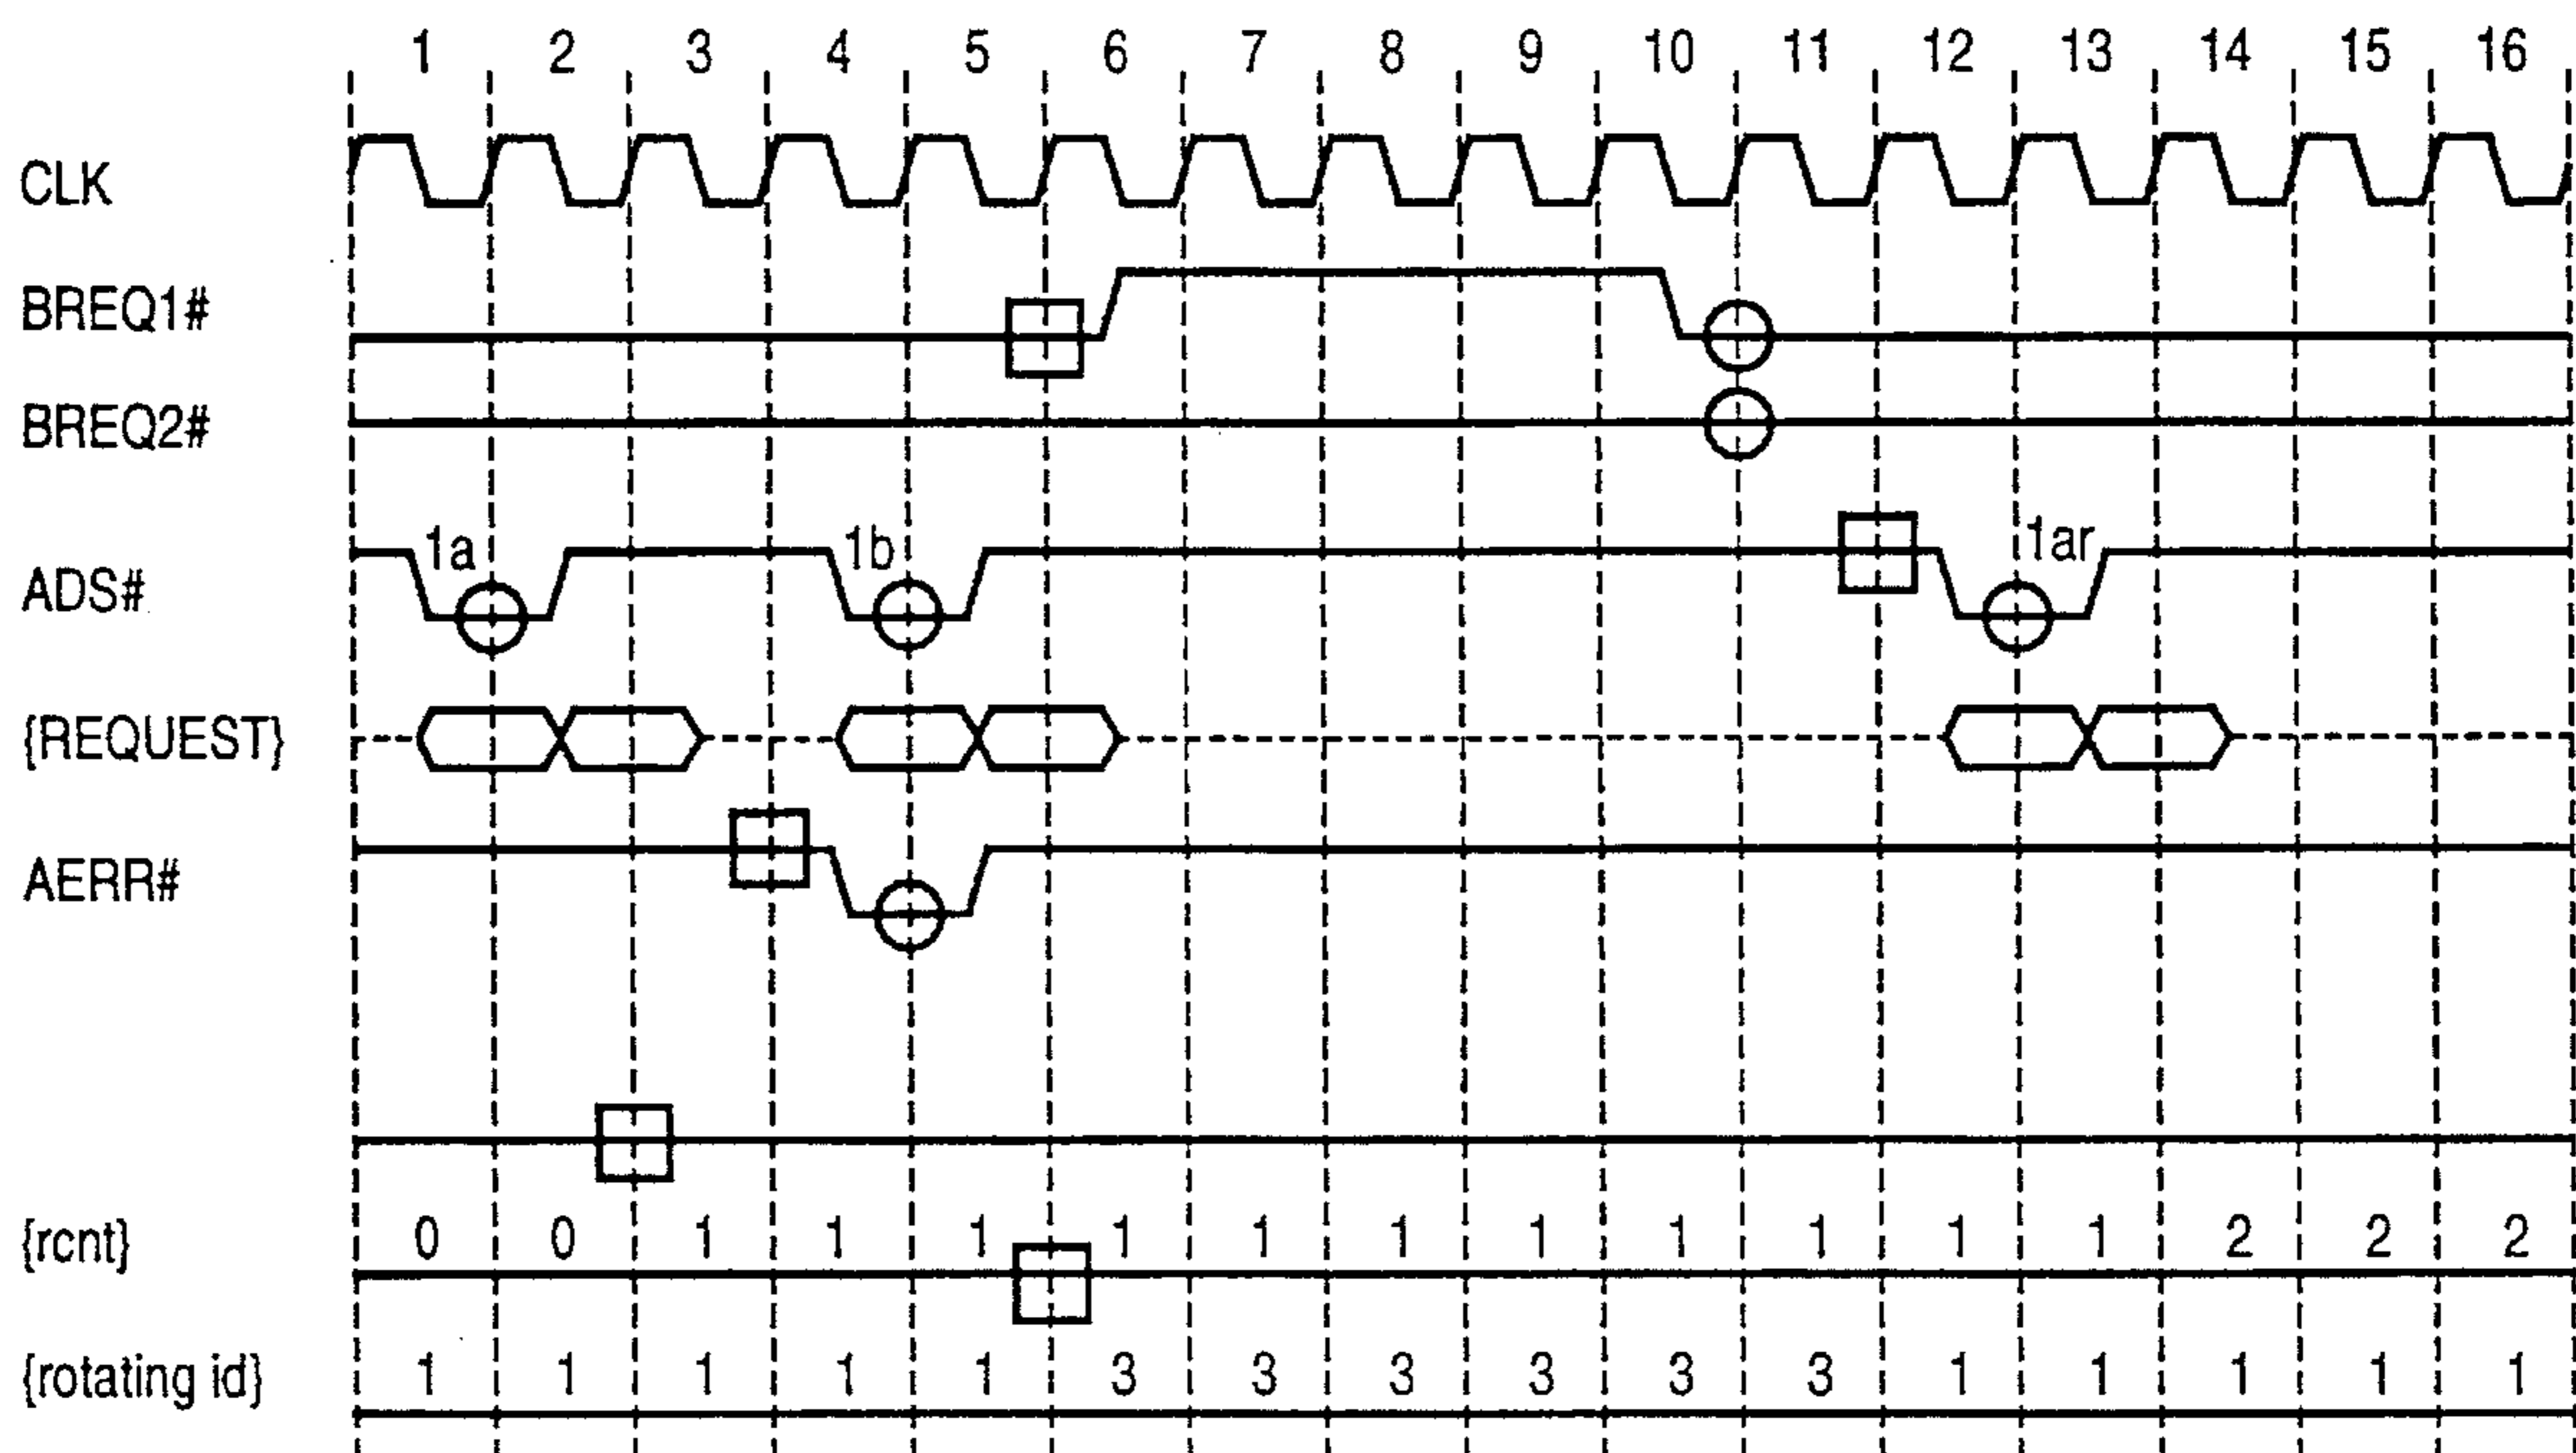 1 2 3 4 5 6 7 8 9 10 11 12 13 14 15 16
CLK
BREQ1#
BREQ2#
1a 1b 1ar
ADS#
{REQUEST}
AERR#
{rcnt} 0 0 1 1 1 1 1 1 1 1 1 1 1 2 2 2
{rotating id} 1 1 1 1 1 3 3 3 3 3 3 1 1 1 1 1